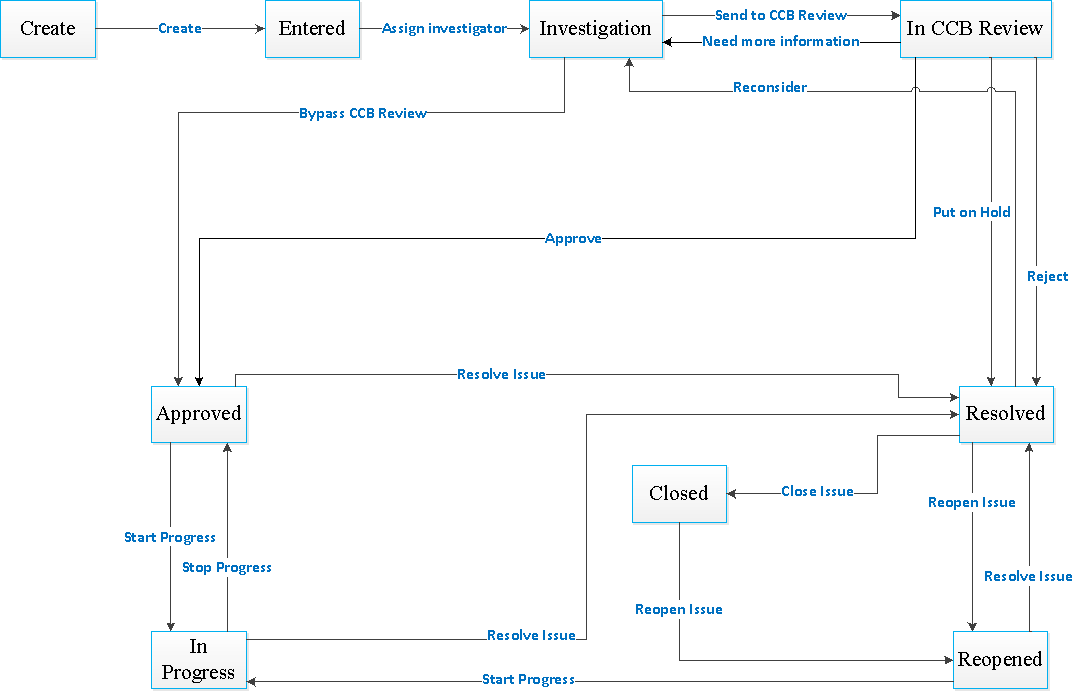 Create
Create
Entered
Assign investigator
Investigation
Send to CCB Review
Need more information
In CCB Review
Reconsider
Bypass CCB Review
Put on Hold
Approve
Reject
Resolve Issue
Approved
Resolved
Closed
Close Issue
Reopen Issue
Start Progress
Stop Progress
Resolve Issue
Reopen Issue
Resolve Issue
In
Progress
Reopened
Start Progress